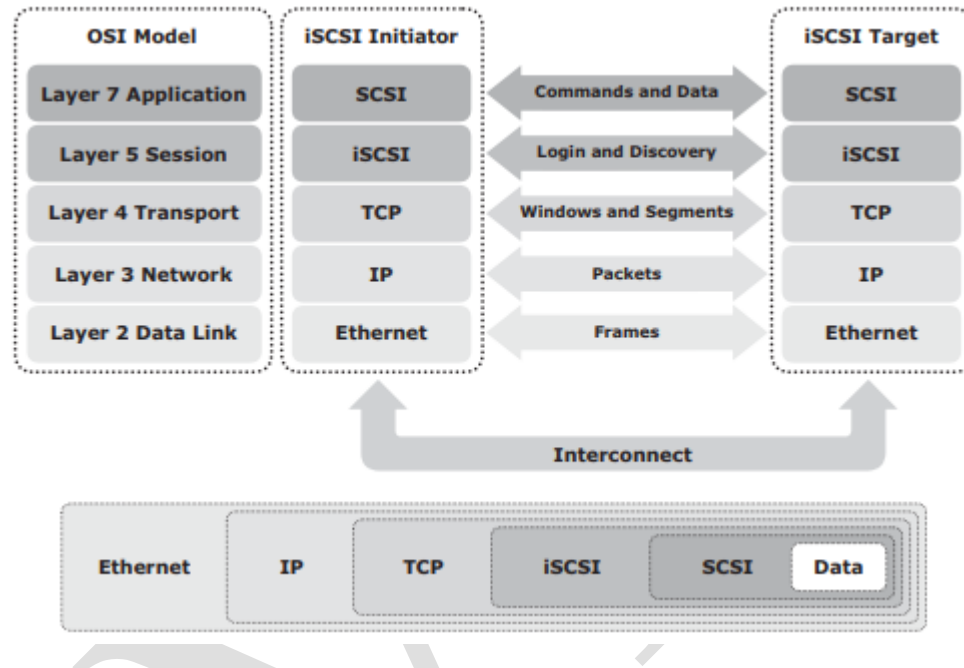 OSI Model
iSCSI Initiator
iSCSI Target
Layer 7 Application
SCSI
Commands and Data
SCSI
Layer 5 Session
iSCSI
Login and Discovery
iSCSI
Layer 4 Transport
TCP
Windows and Segments
TCP
Layer 3 Network
IP
Packets
IP
Layer 2 Data Link
Ethernet
Frames
Ethernet
Interconnect
Ethernet
IP
TCP
iSCSI
SCSI
Data